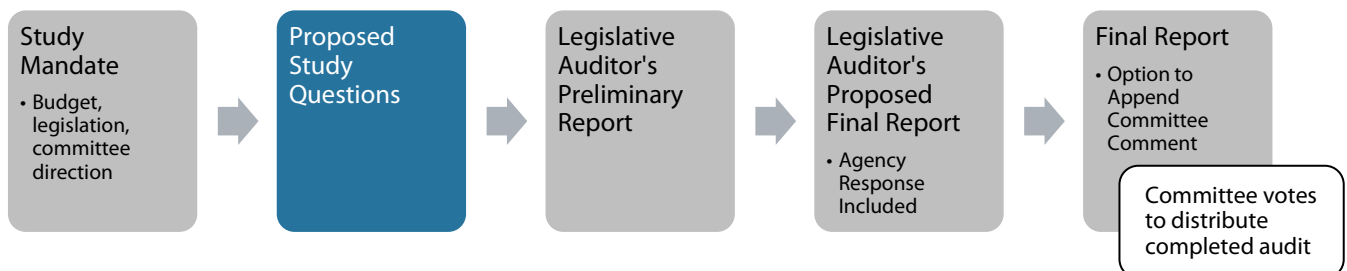 Study
Mandate
• Budget,
legislation,
committee
direction
Proposed
Study
Questions
Legislative
Auditor's
Preliminary
Report
Legislative
Auditor's
Proposed
Final Report
• Agency
Response
Included
Final Report
• Option to
Append
Committee
Comment
Committee votes
to distribute
completed audit